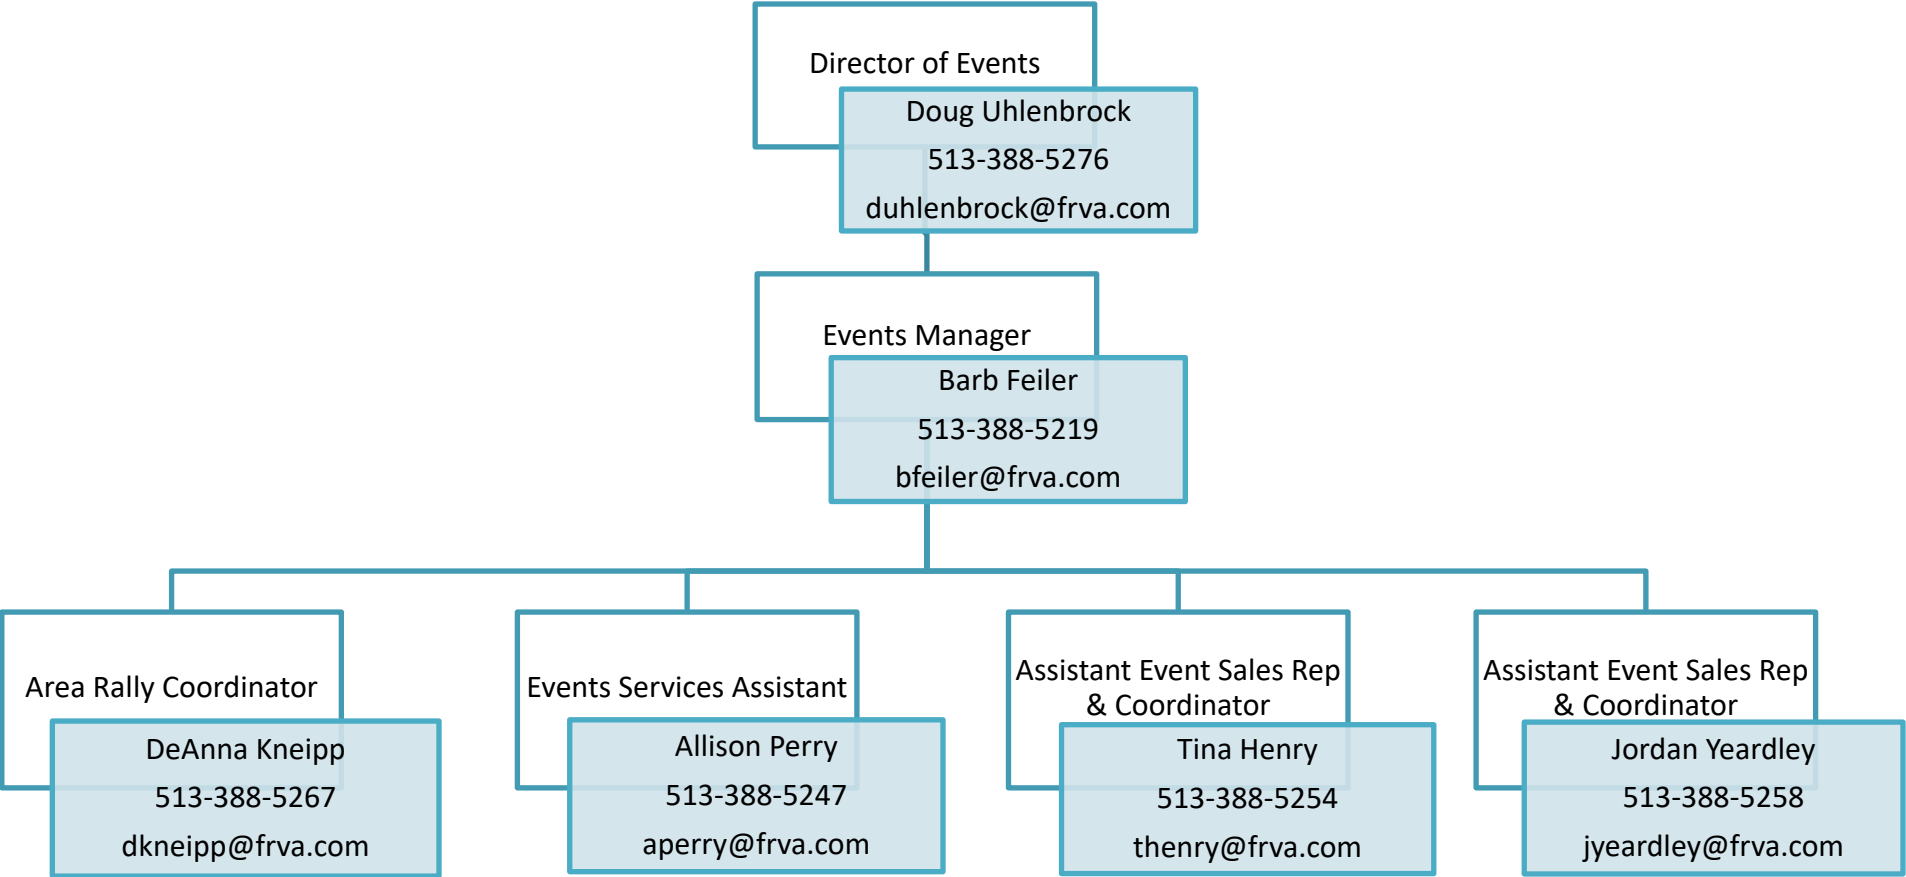 Director of Events
Doug Uhlenbrock
513-388-5276
duhlenbrock@frva.com
Events Manager
Barb Feiler
513-388-5219
bfeiler@frva.com
Area Rally Coordinator
DeAnna Kneipp
513-388-5267
dkneipp@frva.com
Events Services Assistant
Allison Perry
513-388-5247
aperry@frva.com
Assistant Event Sales Rep
& Coordinator
Tina Henry
513-388-5254
thenry@frva.com
Assistant Event Sales Rep
& Coordinator
Jordan Yeardley
513-388-5258
jyeardley@frva.com